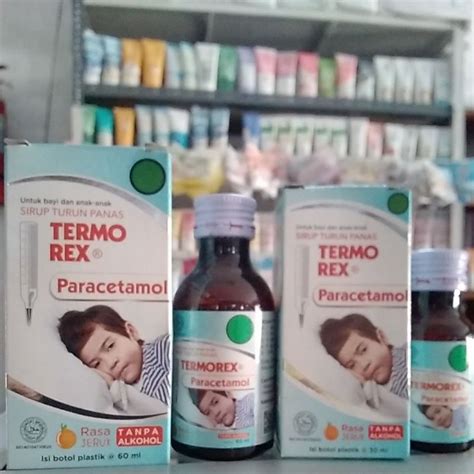 Untuk bayi dan anak-anak
SIRUP TURUN PANAS
TERMO
REX®
Paracetamol
Rasa
JERUK
TANPA
ALKOHOL
Isi botol plastik @ 60 ml
TERMOREX®
Paracetamol
Untuk bayi dan anak-anak
SIRUP TURUN PANAS
TERMO
REX®
Paracetamol
Rasa
JERUK
TANPA
ALKOHOL
Isi botol plastik @ 30 ml
TERMOREX
Paracetamol